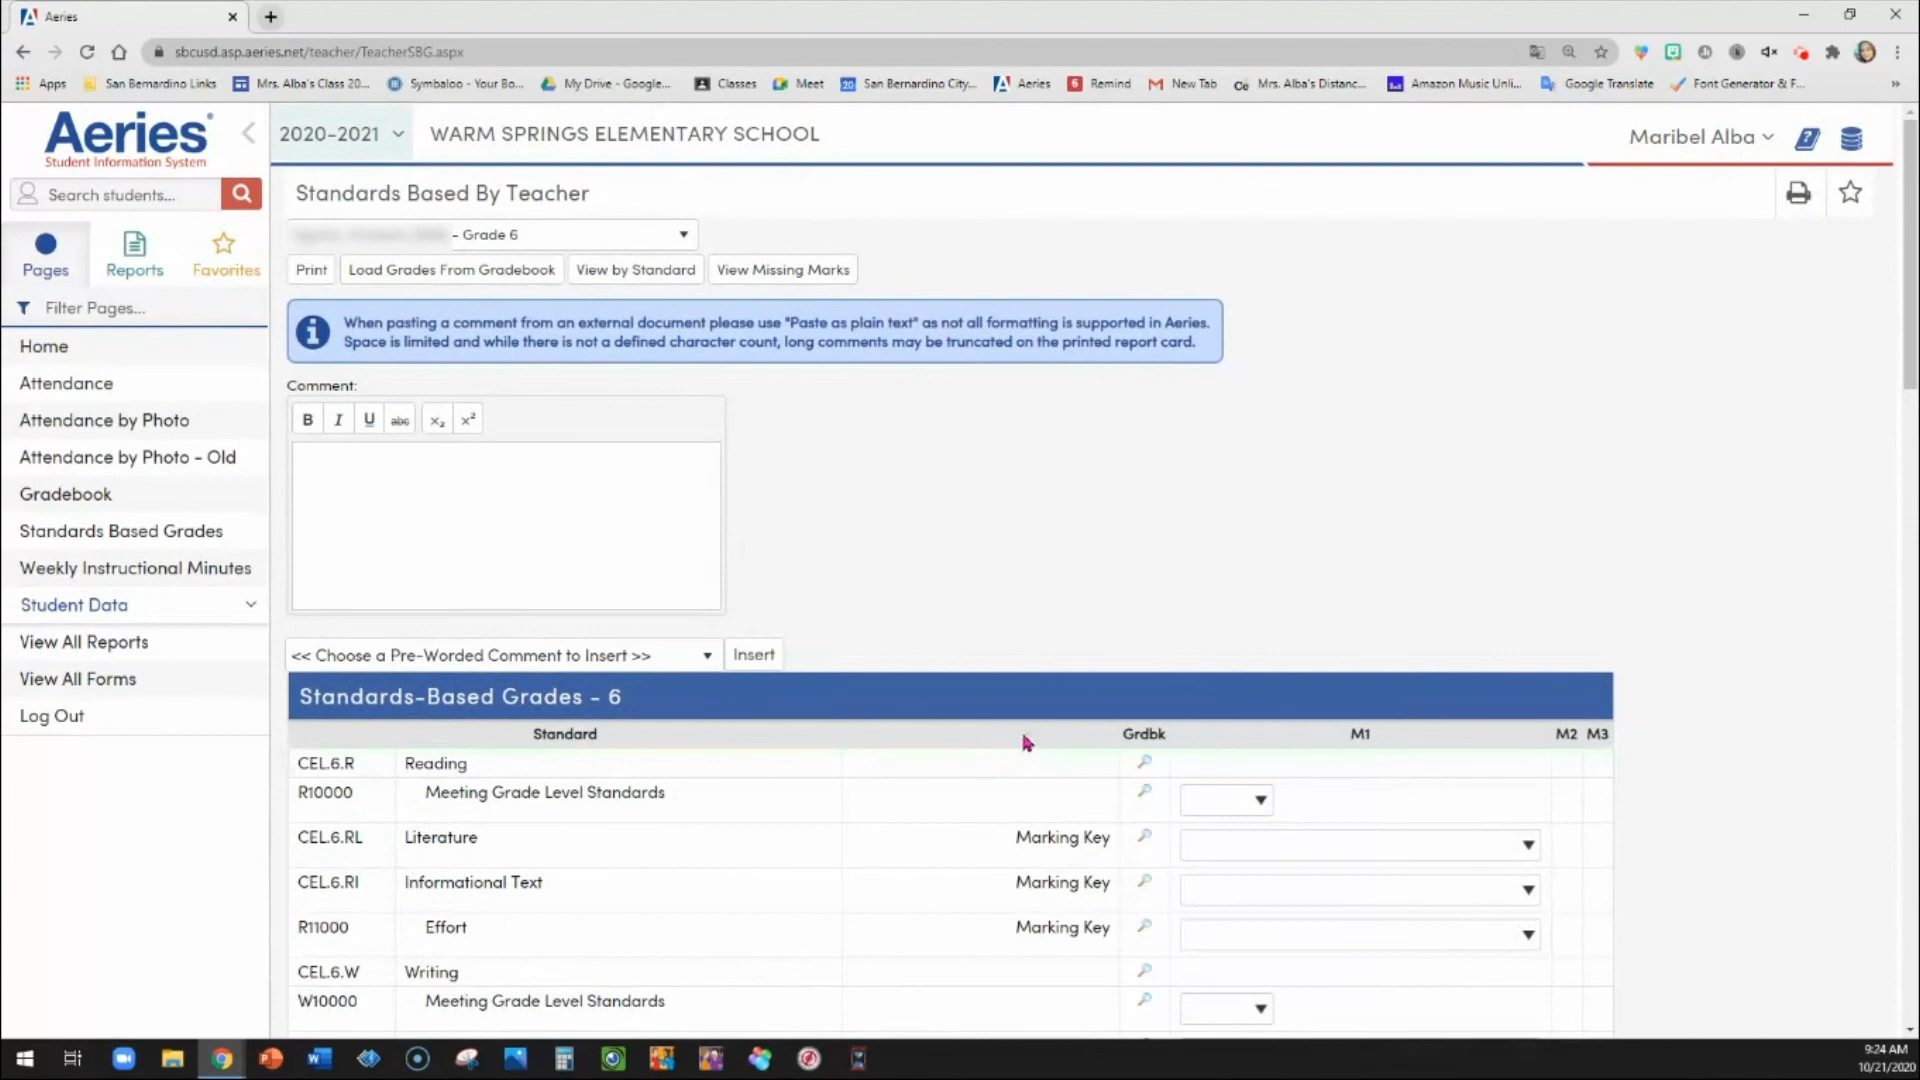 Aeries
sbcusd.asp.aeries.net/teacher/TeacherSBG.aspx
Apps
San Bernardino Links
Mrs. Alba's Class 20...
Symbaloo - Your Bo...
My Drive - Google...
Classes
Meet
San Bernardino City...
Aeries
Remind
New Tab
Mrs. Alba's Distanc...
Amazon Music Unli...
Google Translate
Font Generator & F...
Aeries
Student Information System
2020-2021
WARM SPRINGS ELEMENTARY SCHOOL
Maribel Alba
Search students...
Pages
Reports
Favorites
Filter Pages...
Home
Attendance
Attendance by Photo
Attendance by Photo - Old
Gradebook
Standards Based Grades
Weekly Instructional Minutes
Student Data
View All Reports
View All Forms
Log Out
Standards Based By Teacher
- Grade 6
Print
Load Grades From Gradebook
View by Standard
View Missing Marks
When pasting a comment from an external document please use "Paste as plain text" as not all formatting is supported in Aeries.
Space is limited and while there is not a defined character count, long comments may be truncated on the printed report card.
Comment:
B I U abc x₂ x²
<< Choose a Pre-Worded Comment to Insert >>
Insert
Standards-Based Grades - 6
Standard Grdbk M1 M2 M3
CEL.6.R Reading
R10000 Meeting Grade Level Standards
CEL.6.RL Literature Marking Key
CEL.6.RI Informational Text Marking Key
R11000 Effort Marking Key
CEL.6.W Writing
W10000 Meeting Grade Level Standards
9:24 AM
10/21/2020